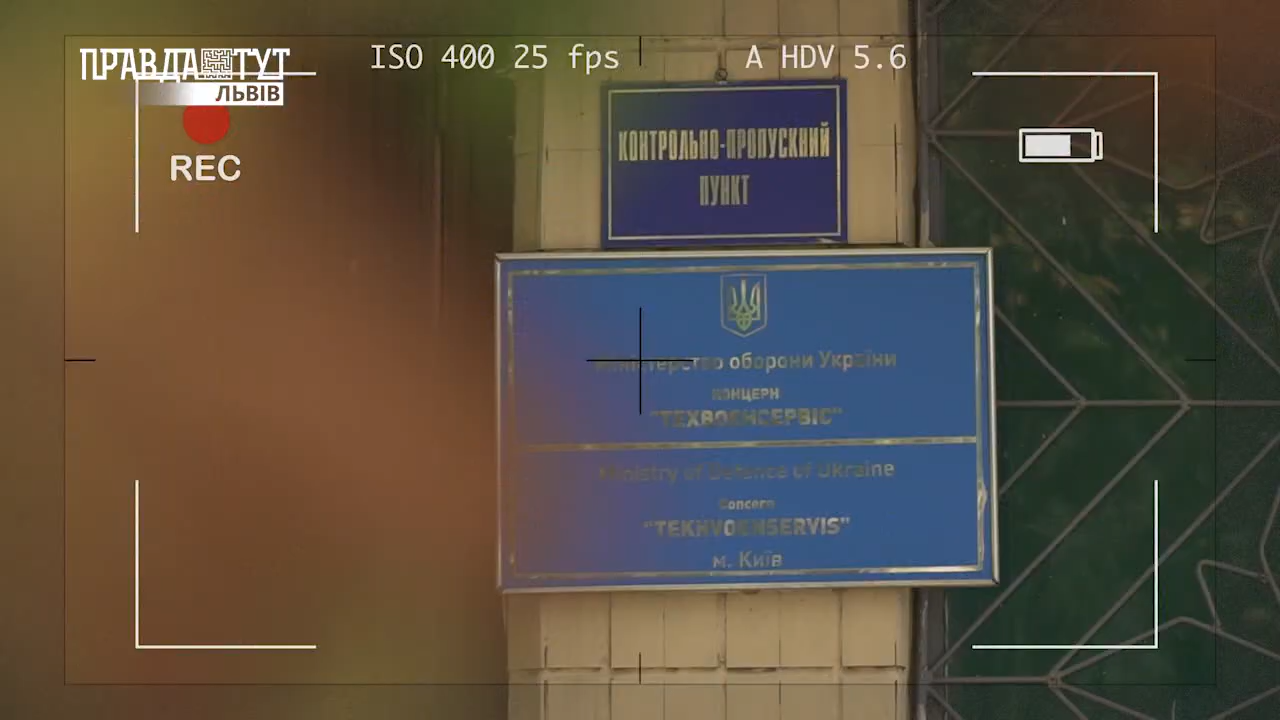 ПРАВДА ТУТ
ЛЬВІВ
ISO 400 25 fps
A HDV 5.6
REC
КОНТРОЛЬНО-ПРОПУСКНИЙ
ПУНКТ
Міністерство оборони України
КОНЦЕРН
"ТЕХВОЄНСЕРВІС"
Ministry of Defence of Ukraine
Concern
"TEKHVOENSERVIS"
м. Київ